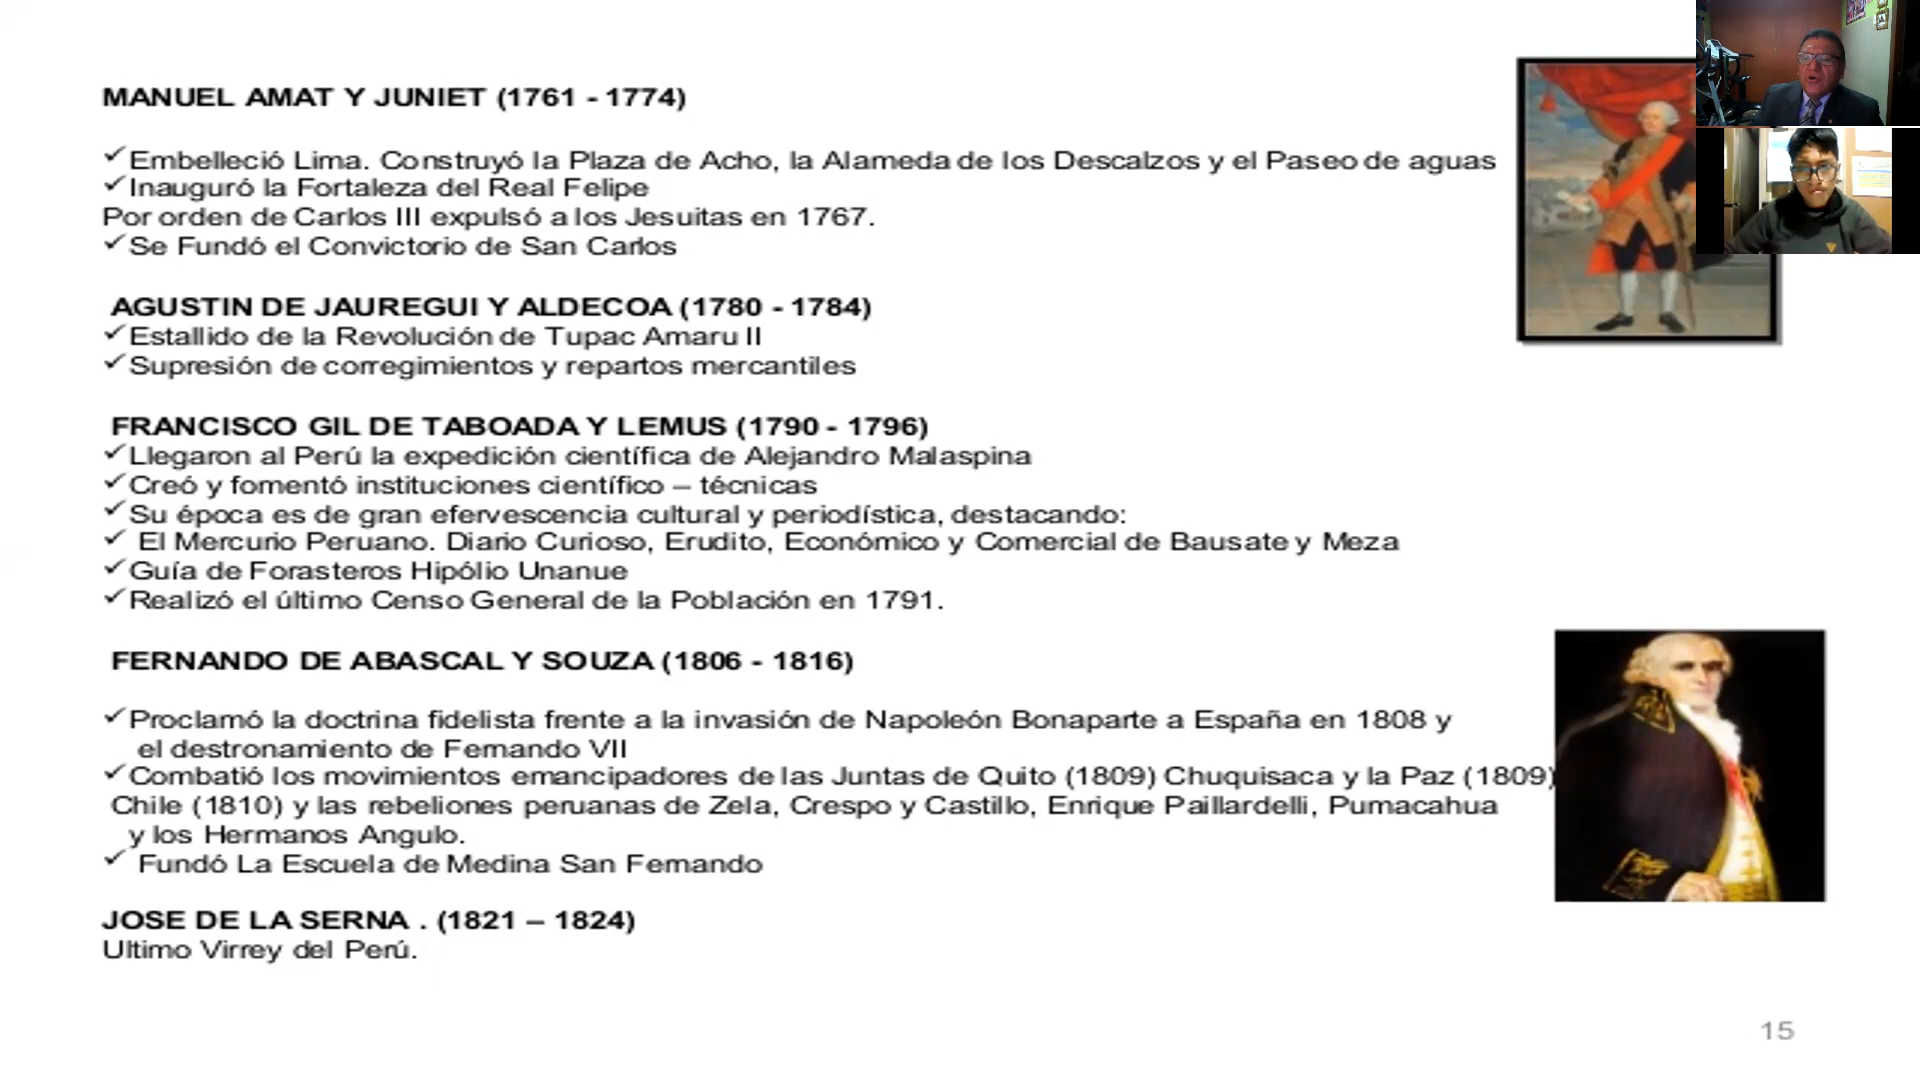 MANUEL AMAT Y JUNIET (1761 - 1774)
✓Embelleció Lima. Construyó la Plaza de Acho, la Alameda de los Descalzos y el Paseo de aguas
✓Inauguró la Fortaleza del Real Felipe
Por orden de Carlos III expulsó a los Jesuitas en 1767.
✓Se Fundó el Convictorio de San Carlos
AGUSTIN DE JAUREGUI Y ALDECOA (1780 - 1784)
✓Estallido de la Revolución de Tupac Amaru II
✓Supresión de corregimientos y repartos mercantiles
FRANCISCO GIL DE TABOADA Y LEMUS (1790 - 1796)
✓Llegaron al Perú la expedición científica de Alejandro Malaspina
✓Creó y fomentó instituciones científico – técnicas
✓Su época es de gran efervescencia cultural y periodística, destacando:
✓ El Mercurio Peruano. Diario Curioso, Erudito, Económico y Comercial de Bausate y Meza
✓Guía de Forasteros Hipólio Unanue
✓Realizó el último Censo General de la Población en 1791.
FERNANDO DE ABASCAL Y SOUZA (1806 - 1816)
✓Proclamó la doctrina fidelista frente a la invasión de Napoleón Bonaparte a España en 1808 y
el destronamiento de Fernando VII
✓Combatió los movimientos emancipadores de las Juntas de Quito (1809) Chuquisaca y la Paz (1809)
Chile (1810) y las rebeliones peruanas de Zela, Crespo y Castillo, Enrique Paillardelli, Pumacahua
y los Hermanos Angulo.
✓ Fundó La Escuela de Medina San Fernando
JOSE DE LA SERNA . (1821 – 1824)
Ultimo Virrey del Perú.
15